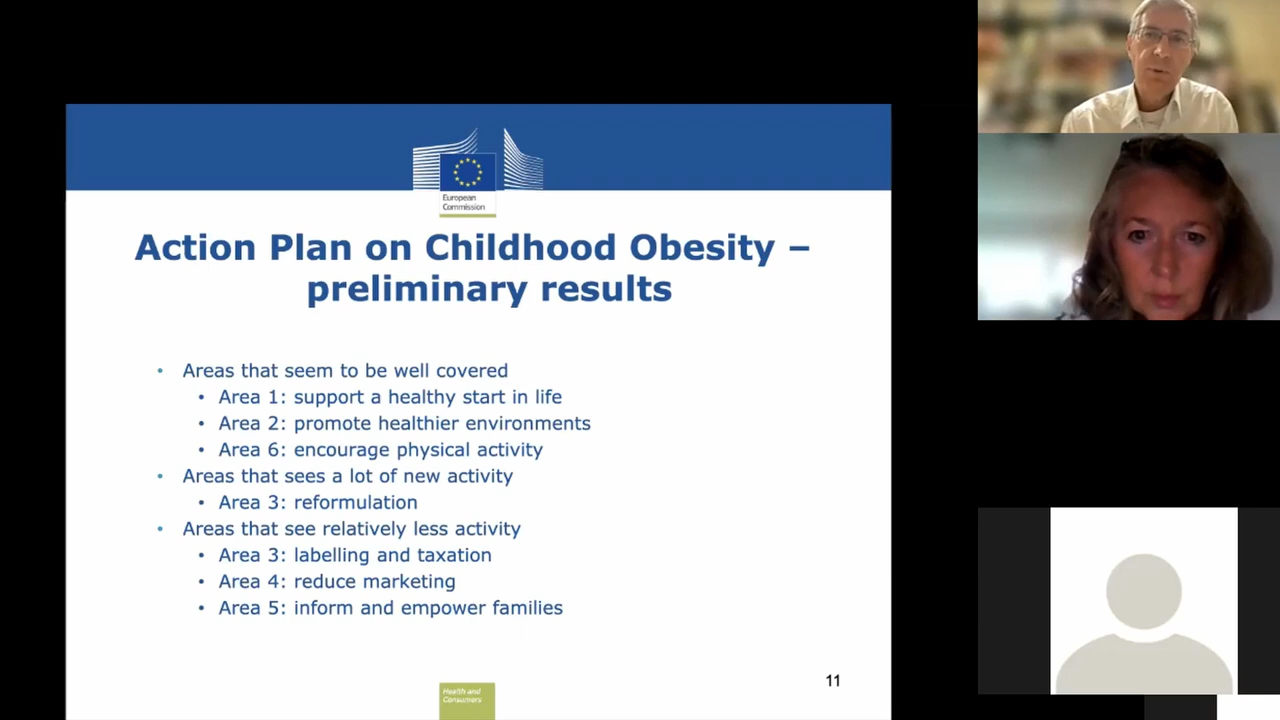 European
Commission
Action Plan on Childhood Obesity –
preliminary results
• Areas that seem to be well covered
• Area 1: support a healthy start in life
• Area 2: promote healthier environments
• Area 6: encourage physical activity
• Areas that sees a lot of new activity
• Area 3: reformulation
• Areas that see relatively less activity
• Area 3: labelling and taxation
• Area 4: reduce marketing
• Area 5: inform and empower families
11
Health and
Consumers